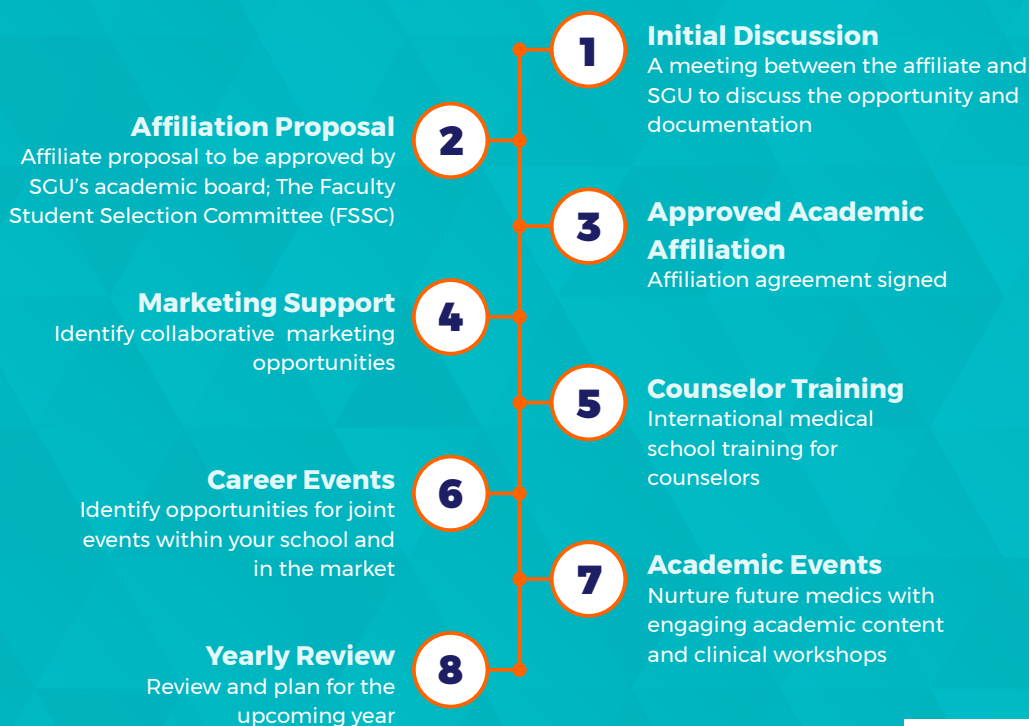 1
Initial Discussion
A meeting between the affiliate and
SGU to discuss the opportunity and
documentation
2
Affiliation Proposal
Affiliate proposal to be approved by
SGU's academic board; The Faculty
Student Selection Committee (FSSC)
3
Approved Academic
Affiliation
Affiliation agreement signed
4
Marketing Support
Identify collaborative marketing
opportunities
5
Counselor Training
International medical
school training for
counselors
6
Career Events
Identify opportunities for joint
events within your school and
in the market
7
Academic Events
Nurture future medics with
engaging academic content
and clinical workshops
8
Yearly Review
Review and plan for the
upcoming year